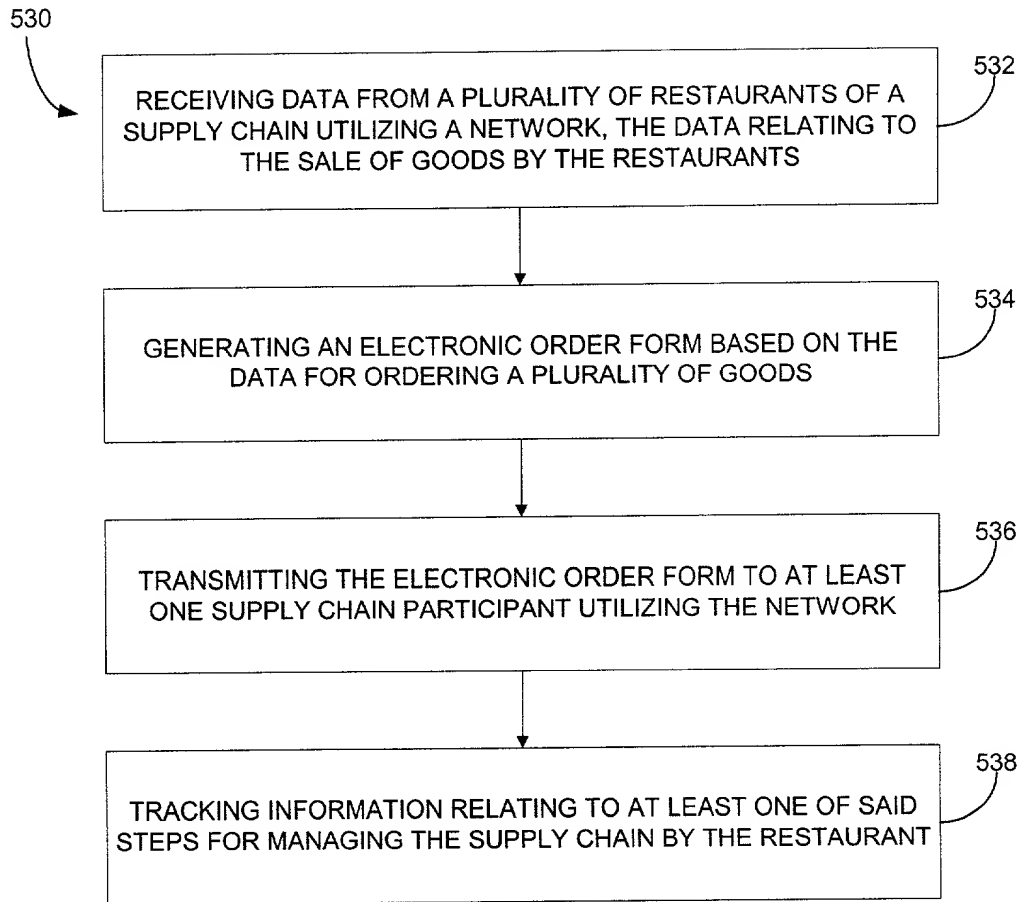 530
532
RECEIVING DATA FROM A PLURALITY OF RESTAURANTS OF A
SUPPLY CHAIN UTILIZING A NETWORK, THE DATA RELATING TO
THE SALE OF GOODS BY THE RESTAURANTS
534
GENERATING AN ELECTRONIC ORDER FORM BASED ON THE
DATA FOR ORDERING A PLURALITY OF GOODS
536
TRANSMITTING THE ELECTRONIC ORDER FORM TO AT LEAST
ONE SUPPLY CHAIN PARTICIPANT UTILIZING THE NETWORK
538
TRACKING INFORMATION RELATING TO AT LEAST ONE OF SAID
STEPS FOR MANAGING THE SUPPLY CHAIN BY THE RESTAURANT